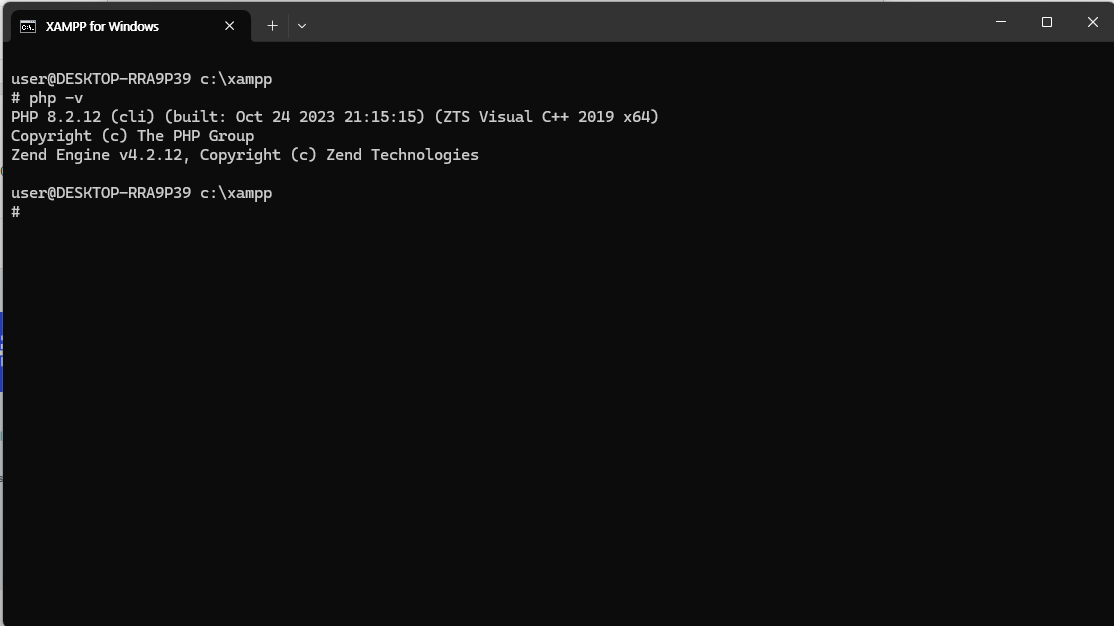 XAMPP for Windows
user@DESKTOP-RRA9P39 c:\xampp
# php -v
PHP 8.2.12 (cli) (built: Oct 24 2023 21:15:15) (ZTS Visual C++ 2019 x64)
Copyright (c) The PHP Group
Zend Engine v4.2.12, Copyright (c) Zend Technologies
user@DESKTOP-RRA9P39 c:\xampp
#